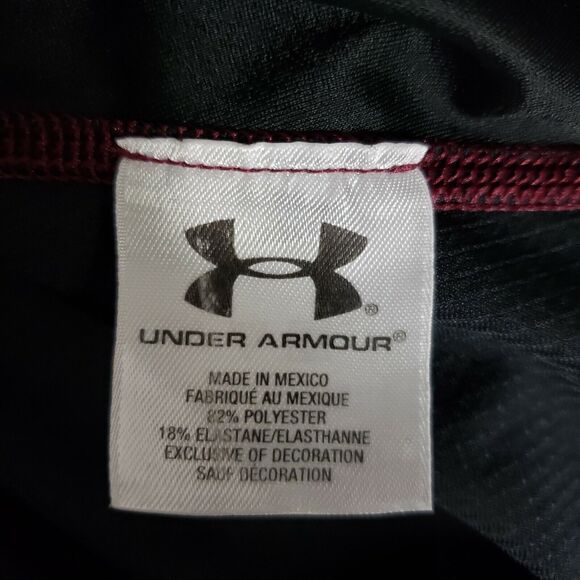 ®
UNDER ARMOUR®
MADE IN MEXICO
FABRIQUÉ AU MEXIQUE
82% POLYESTER
18% ELASTANE/ELASTHANNE
EXCLUSIVE OF DECORATION
SAUF DÉCORATION